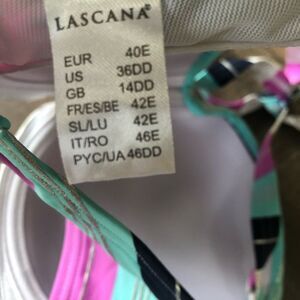 LASCANA®
EUR 40E
US 36DD
GB 14DD
FR/ES/BE 42E
SL/LU 42E
IT/RO 46E
PYC/UA 46DD